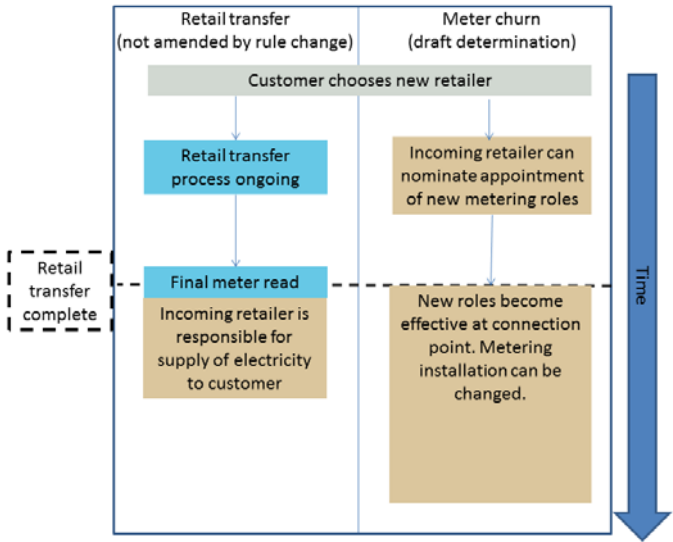 Retail transfer
(not amended by rule change)
Meter churn
(draft determination)
Customer chooses new retailer
Retail transfer
process ongoing
Incoming retailer can
nominate appointment
of new metering roles
Retail
transfer
complete
Final meter read
Incoming retailer is
responsible for
supply of electricity
to customer
New roles become
effective at connection
point. Metering
installation can be
changed.
Time